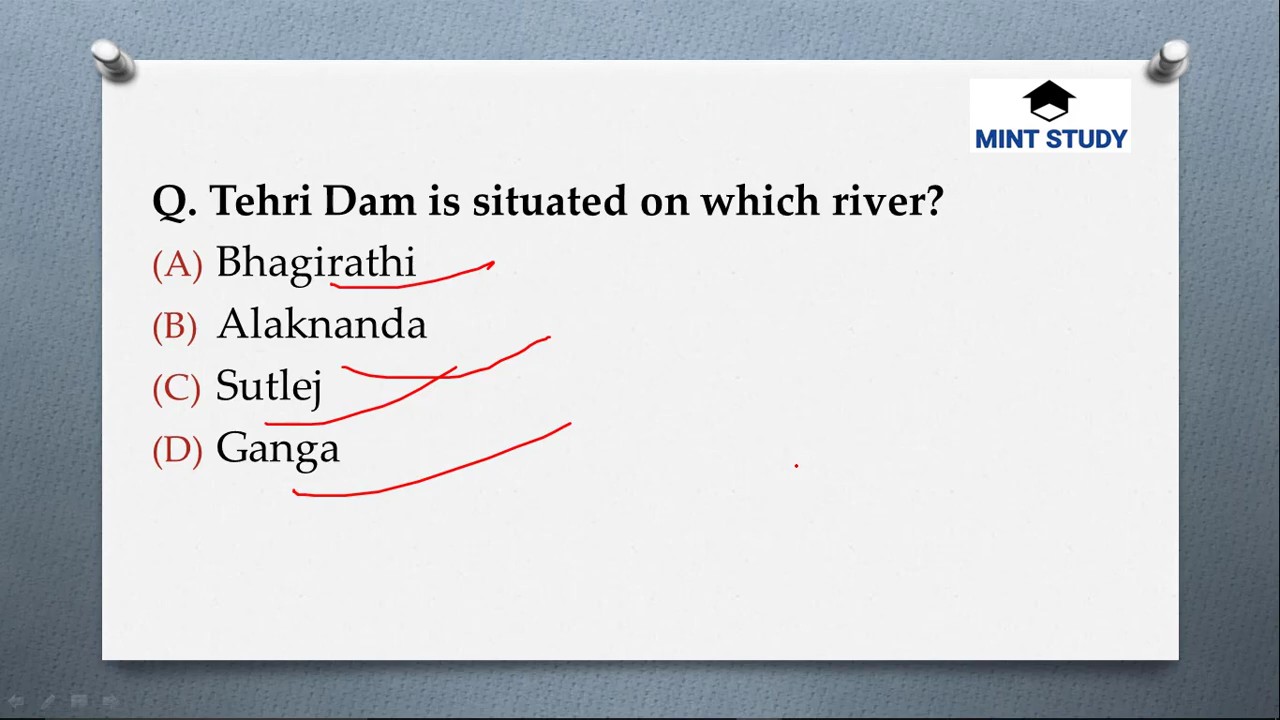 MINT STUDY
Q. Tehri Dam is situated on which river?
(A) Bhagirathi
(B) Alaknanda
(C) Sutlej
(D) Ganga